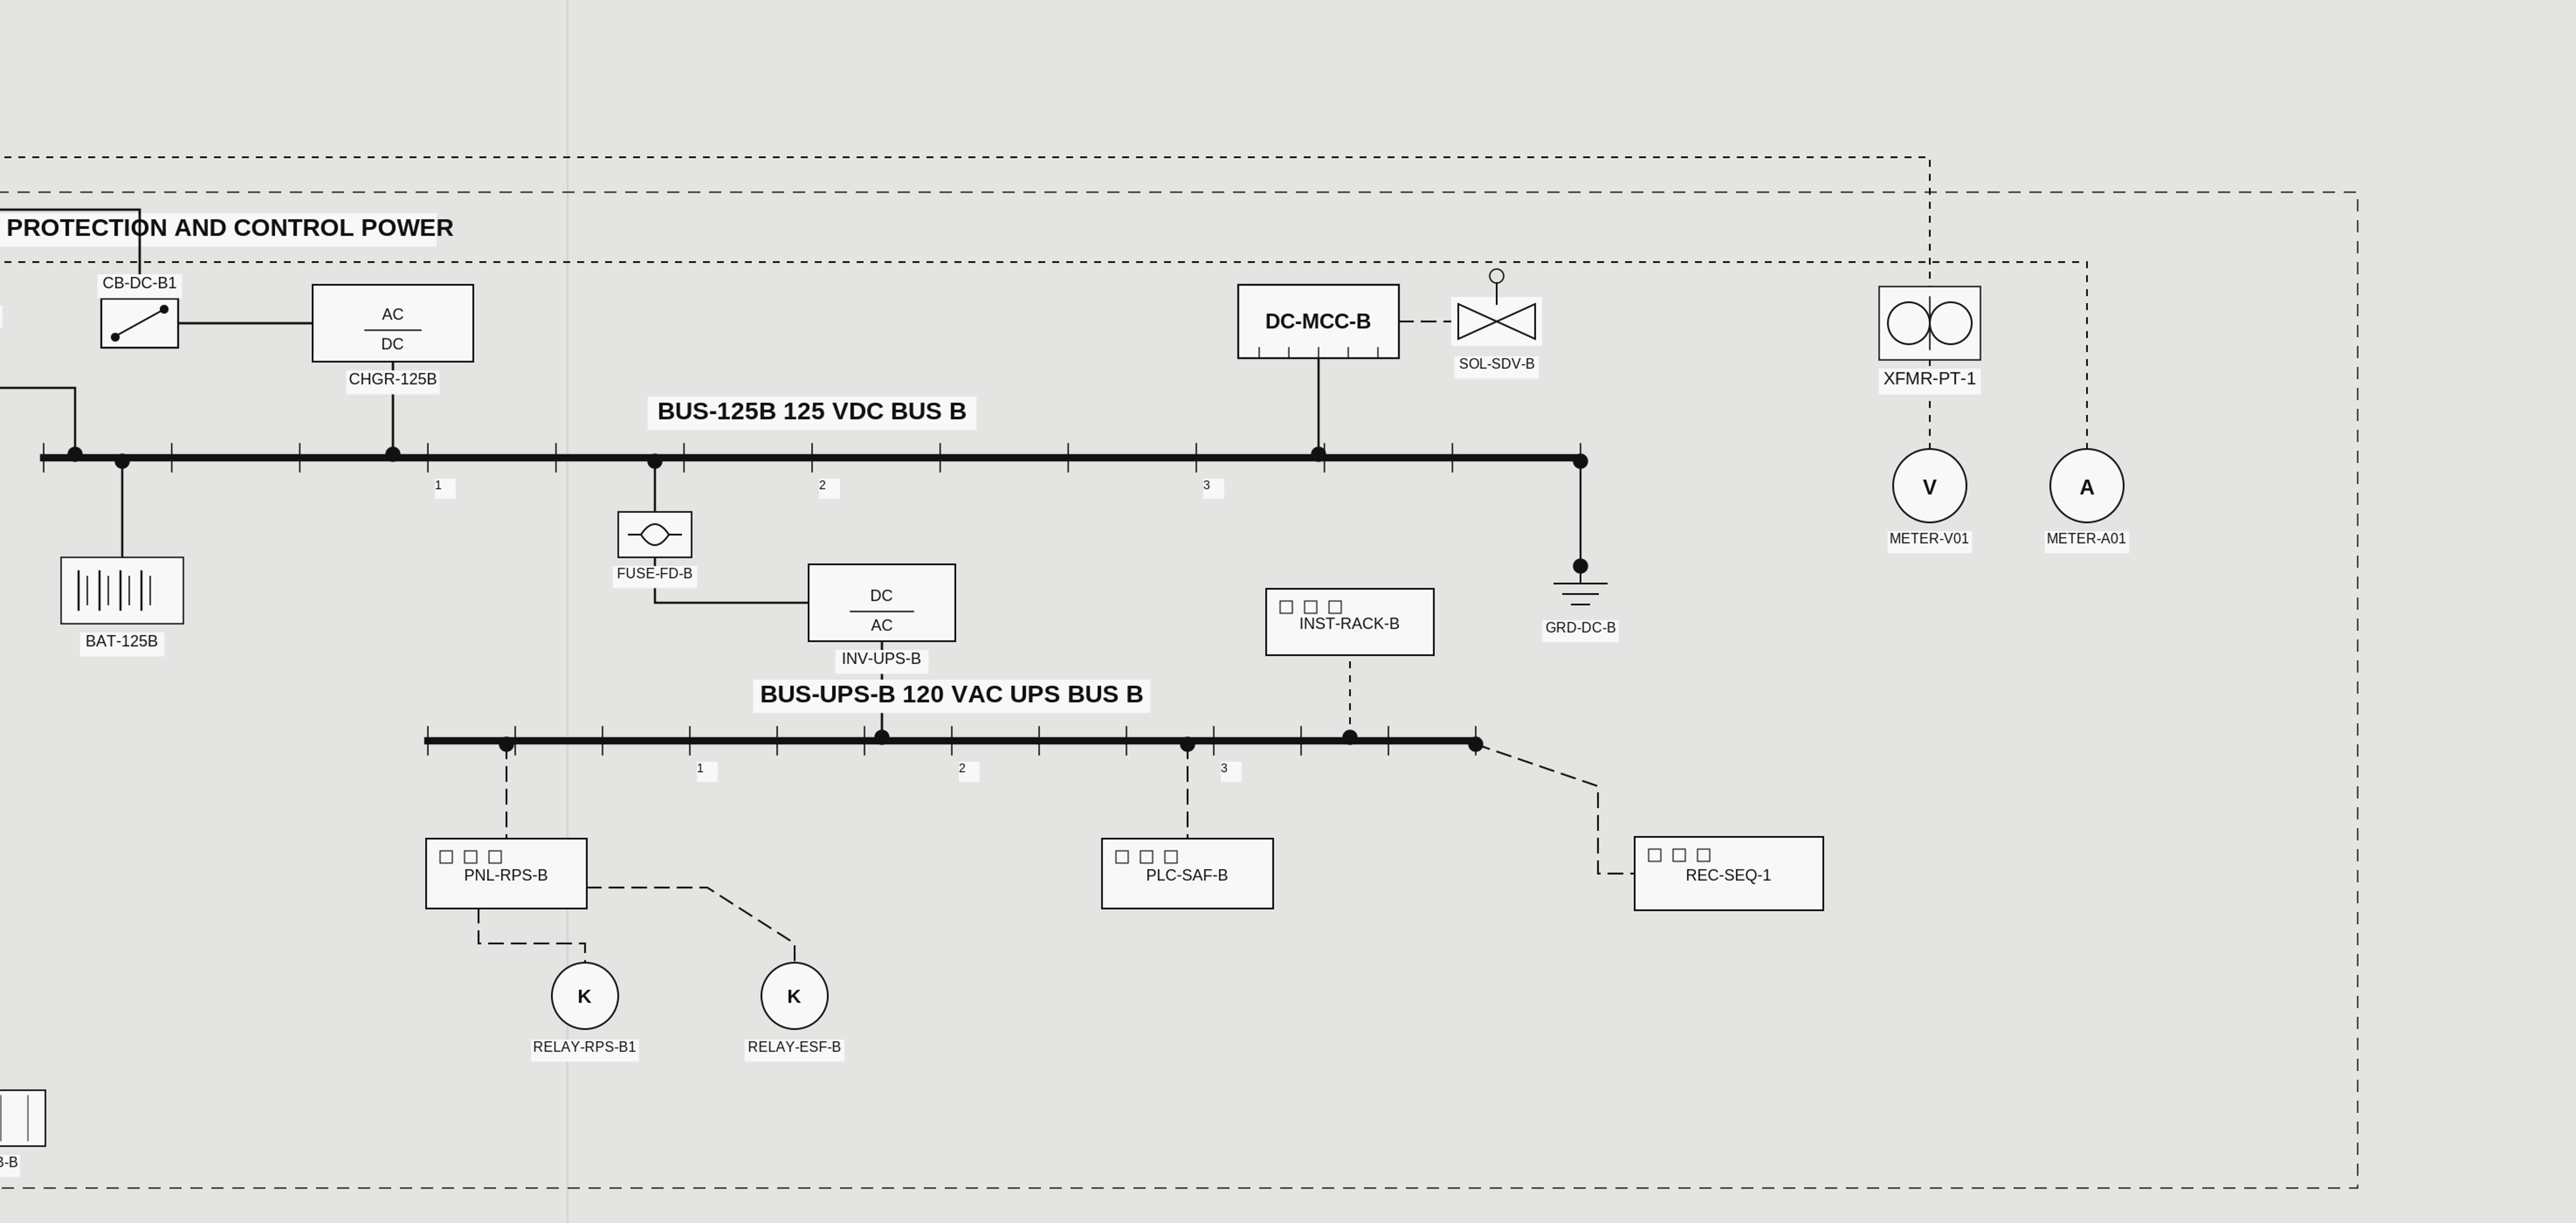 PROTECTION AND CONTROL POWER
CB-DC-B1
AC
DC
CHGR-125B
DC-MCC-B
SOL-SDV-B
XFMR-PT-1
BUS-125B 125 VDC BUS B
1
2
3
V
A
METER-V01
METER-A01
FUSE-FD-B
DC
AC
INV-UPS-B
INST-RACK-B
GRD-DC-B
BAT-125B
BUS-UPS-B 120 VAC UPS BUS B
1
2
3
PNL-RPS-B
PLC-SAF-B
REC-SEQ-1
K
K
RELAY-RPS-B1
RELAY-ESF-B